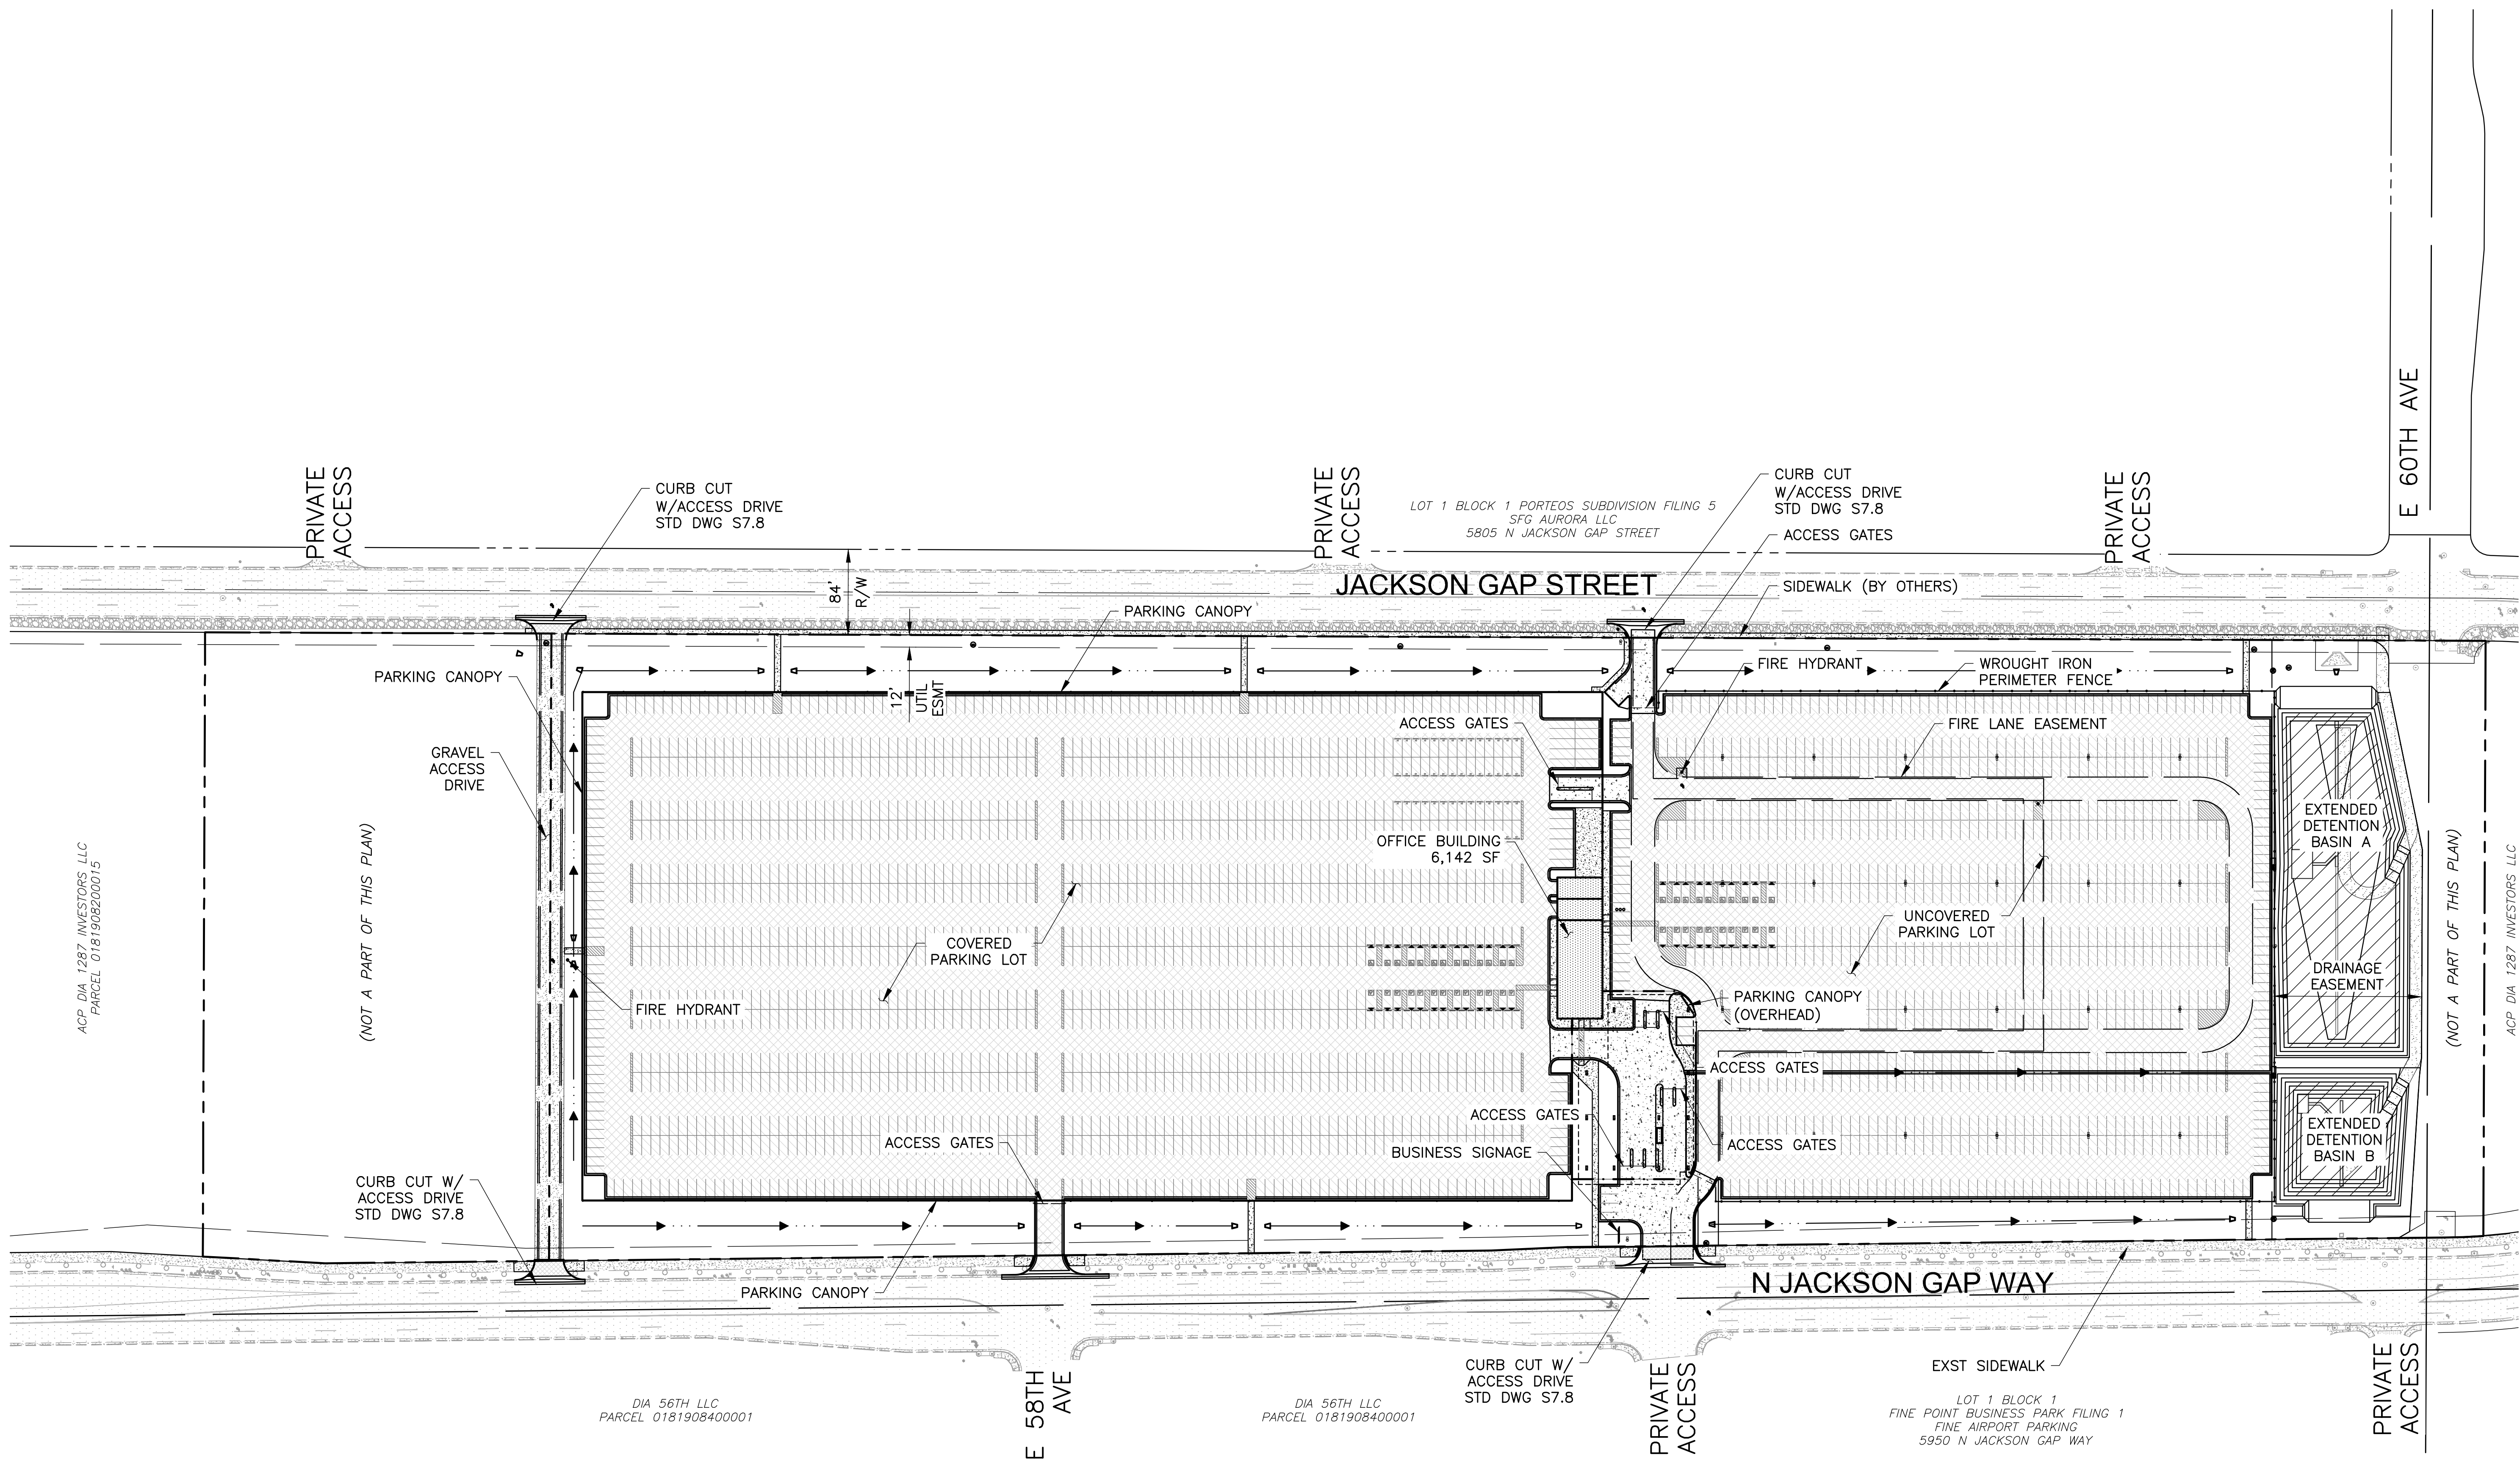 E 60TH AVE
PRIVATE
ACCESS
CURB CUT
W/ACCESS DRIVE
STD DWG S7.8
PRIVATE
ACCESS
LOT 1 BLOCK 1 PORTEOS SUBDIVISION FILING 5
SFG AURORA LLC
5805 N JACKSON GAP STREET
CURB CUT
W/ACCESS DRIVE
STD DWG S7.8
ACCESS GATES
PRIVATE
ACCESS
84'
R/W
JACKSON GAP STREET
SIDEWALK (BY OTHERS)
PARKING CANOPY
PARKING CANOPY
12'
UTIL
ESMT
FIRE HYDRANT
WROUGHT IRON
PERIMETER FENCE
ACCESS GATES
FIRE LANE EASEMENT
GRAVEL
ACCESS
DRIVE
EXTENDED
DETENTION
BASIN A
OFFICE BUILDING
6,142 SF
ACP DIA 1287 INVESTORS LLC
PARCEL 0181908200015
(NOT A PART OF THIS PLAN)
COVERED
PARKING LOT
UNCOVERED
PARKING LOT
(NOT A PART OF THIS PLAN)
ACP DIA 1287 INVESTORS LLC
DRAINAGE
EASEMENT
FIRE HYDRANT
PARKING CANOPY
(OVERHEAD)
ACCESS GATES
ACCESS GATES
ACCESS GATES
ACCESS GATES
BUSINESS SIGNAGE
EXTENDED
DETENTION
BASIN B
CURB CUT W/
ACCESS DRIVE
STD DWG S7.8
PARKING CANOPY
N JACKSON GAP WAY
E 58TH
AVE
CURB CUT W/
ACCESS DRIVE
STD DWG S7.8
PRIVATE
ACCESS
EXST SIDEWALK
PRIVATE
ACCESS
DIA 56TH LLC
PARCEL 0181908400001
DIA 56TH LLC
PARCEL 0181908400001
LOT 1 BLOCK 1
FINE POINT BUSINESS PARK FILING 1
FINE AIRPORT PARKING
5950 N JACKSON GAP WAY